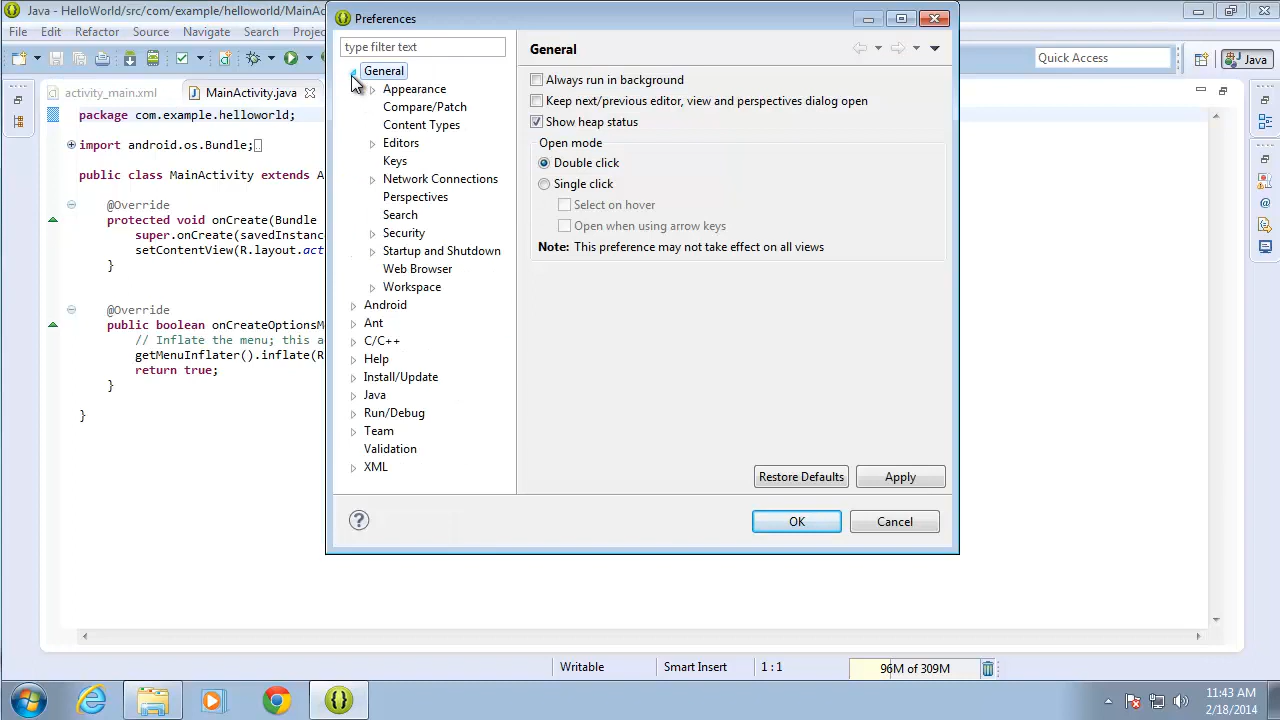 Java - HelloWorld/src/com/example/helloworld/MainAc
Preferences
File Edit Refactor Source Navigate Search Projec
Quick Access
Java
activity_main.xml
MainActivity.java
package com.example.helloworld;
import android.os.Bundle;
public class MainActivity extends A
@Override
protected void onCreate(Bundle
super.onCreate(savedInstanc
setContentView(R.layout.act
}
@Override
public boolean onCreateOptionsM
// Inflate the menu; this a
getMenuInflater().inflate(R
return true;
}
}
type filter text
General
Appearance
Compare/Patch
Content Types
Editors
Keys
Network Connections
Perspectives
Search
Security
Startup and Shutdown
Web Browser
Workspace
Android
Ant
C/C++
Help
Install/Update
Java
Run/Debug
Team
Validation
XML
General
Always run in background
Keep next/previous editor, view and perspectives dialog open
Show heap status
Open mode
Double click
Single click
Select on hover
Open when using arrow keys
Note: This preference may not take effect on all views
Restore Defaults
Apply
OK
Cancel
Writable
Smart Insert
1 : 1
96M of 309M
11:43 AM
2/18/2014